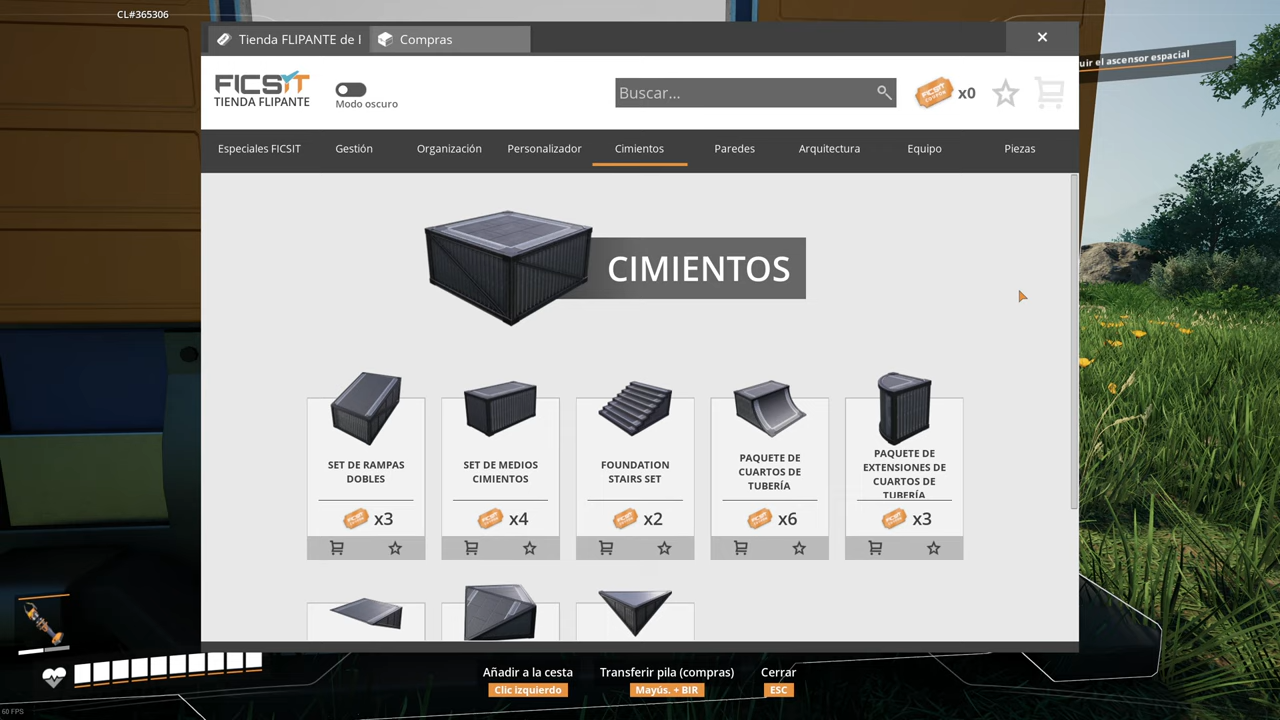 CL#365306
Tienda FLIPANTE de I
Compras
uir el ascensor espacial
FICSIT
TIENDA FLIPANTE
Modo oscuro
Buscar...
x0
Especiales FICSIT
Gestión
Organización
Personalizador
Cimientos
Paredes
Arquitectura
Equipo
Piezas
CIMIENTOS
SET DE RAMPAS
DOBLES
x3
SET DE MEDIOS
CIMIENTOS
x4
FOUNDATION
STAIRS SET
x2
PAQUETE DE
CUARTOS DE
TUBERÍA
x6
PAQUETE DE
EXTENSIONES DE
CUARTOS DE
TUBERÍA
x3
Añadir a la cesta
Clic izquierdo
Transferir pila (compras)
Mayús. + BIR
Cerrar
ESC
60 FPS